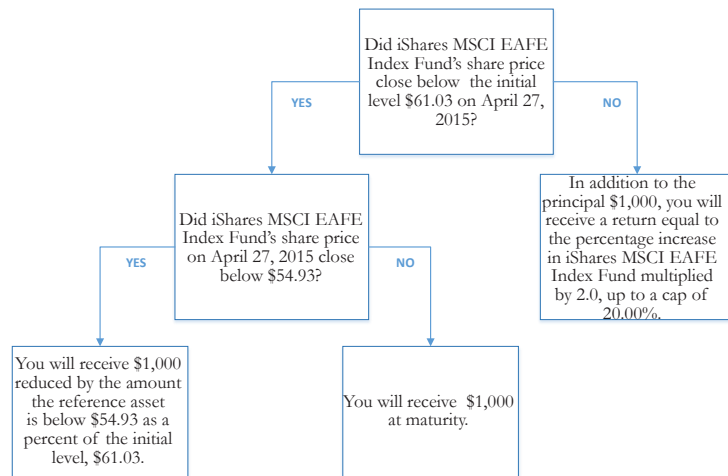 Did iShares MSCI EAFE
Index Fund's share price
close below the initial
level $61.03 on April 27,
2015?
YES
NO
Did iShares MSCI EAFE
Index Fund's share price
on April 27, 2015 close
below $54.93?
In addition to the
principal $1,000, you will
receive a return equal to
the percentage increase
in iShares MSCI EAFE
Index Fund multiplied
by 2.0, up to a cap of
20.00%.
YES
NO
You will receive $1,000
reduced by the amount
the reference asset
is below $54.93 as a
percent of the initial
level, $61.03.
You will receive $1,000
at maturity.